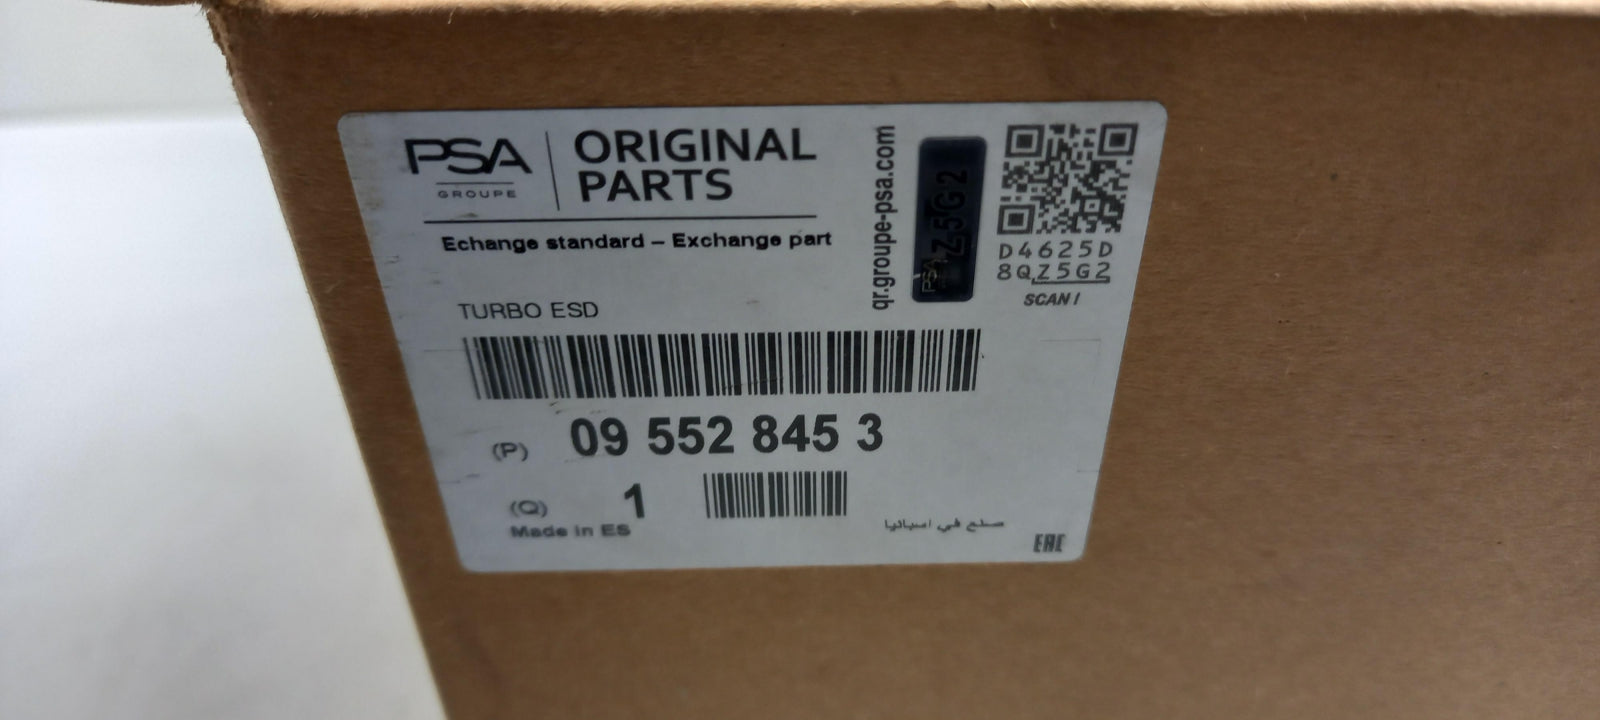 PSA
GROUPE
ORIGINAL
PARTS
Echange standard – Exchange part
qr.groupe-psa.com
Z5G2
PSA
D4625D
8QZ5G2
SCAN !
TURBO ESD
(P) 09 552 845 3
(Q) 1
Made in ES
صنع في اسبانيا
EAC